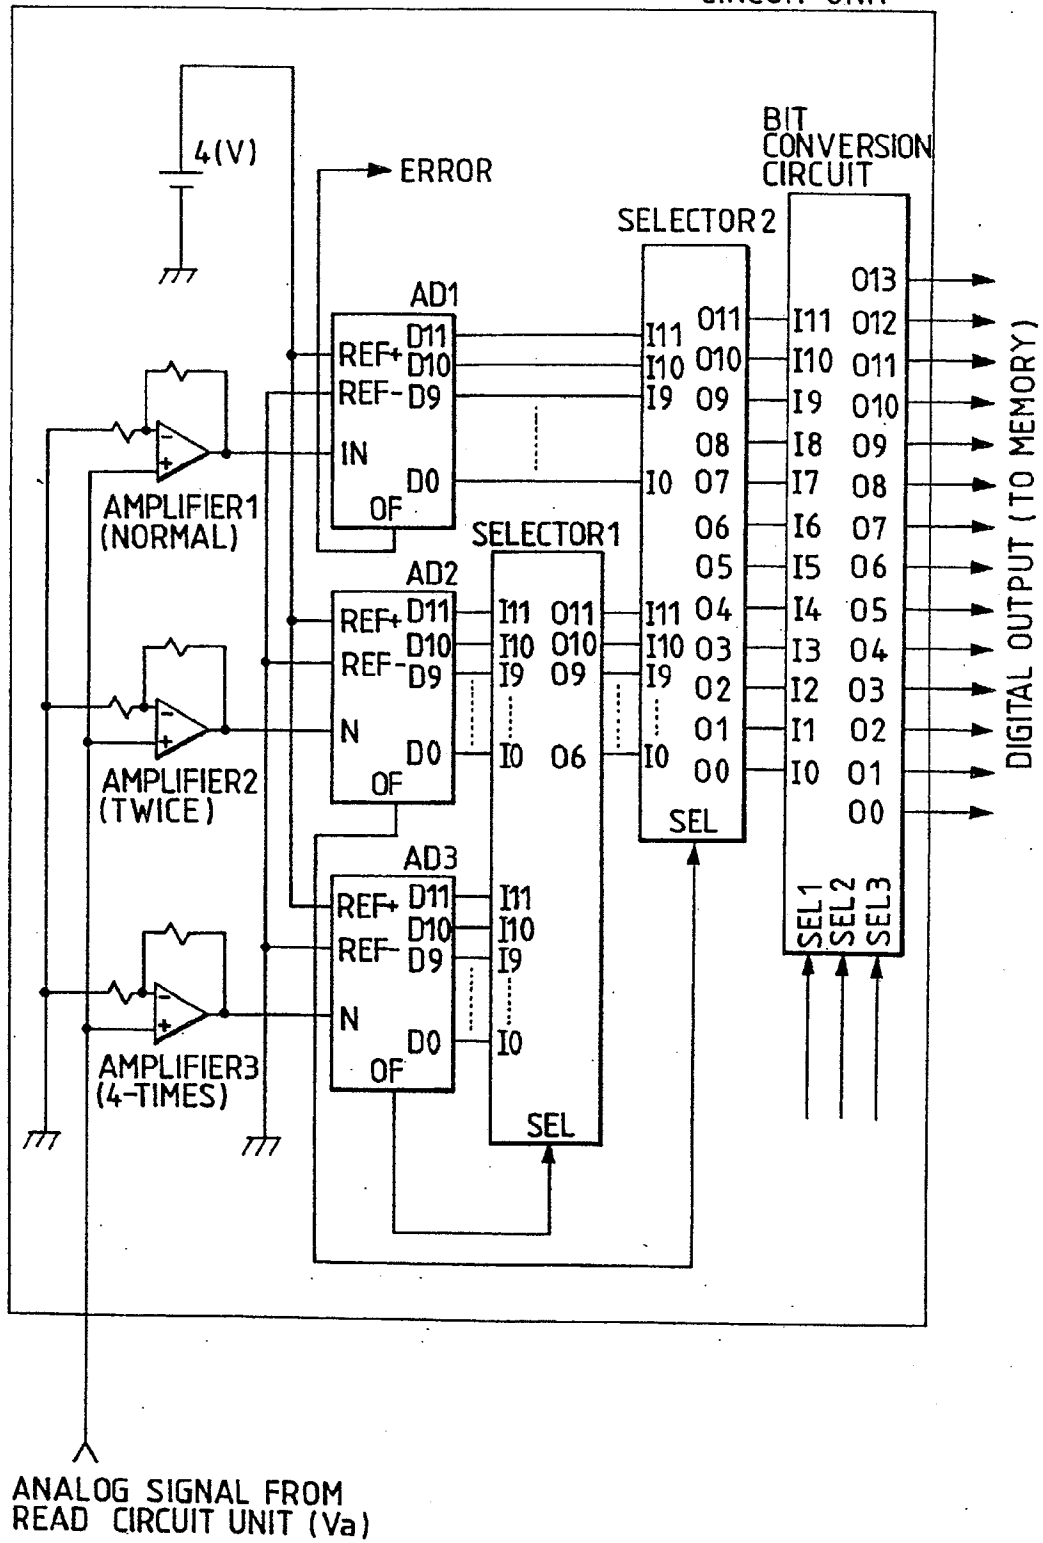 4(V)
ERROR
BIT
CONVERSION
CIRCUIT
SELECTOR2
AD1
REF+
REF-
IN
OF
D11
D10
D9
D0
I11
I10
I9
I0
O11
O10
O9
O8
O7
O6
O5
O4
O3
O2
O1
O0
SEL
I11
I10
I9
I0
I11
I10
I9
I8
I7
I6
I5
I4
I3
I2
I1
I0
O13
O12
O11
O10
O9
O8
O7
O6
O5
O4
O3
O2
O1
O0
SEL1
SEL2
SEL3
DIGITAL OUTPUT (TO MEMORY)
AMPLIFIER1
(NORMAL)
SELECTOR1
AD2
REF+
REF-
N
OF
D11
D10
D9
D0
I11
I10
I9
I0
O11
O10
O9
O6
AMPLIFIER2
(TWICE)
AD3
REF+
REF-
N
OF
D11
D10
D9
D0
I11
I10
I9
I0
SEL
AMPLIFIER3
(4-TIMES)
ANALOG SIGNAL FROM
READ CIRCUIT UNIT (Va)